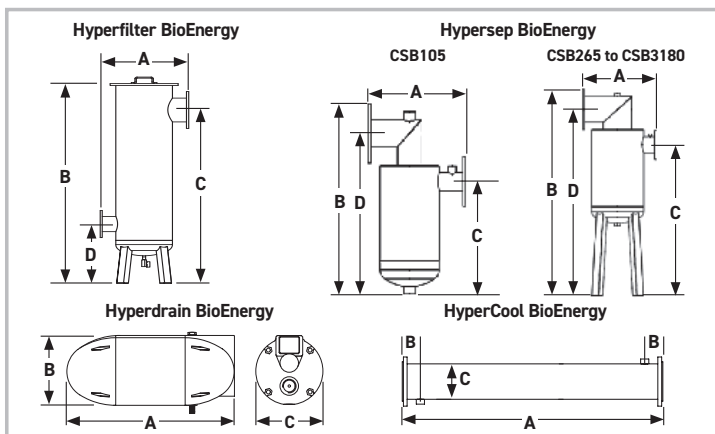 Hyperfilter BioEnergy
A
B
C
D
Hypersep BioEnergy
CSB105
A
B
D
C
CSB265 to CSB3180
A
B
D
C
Hyperdrain BioEnergy
B
A
C
HyperCool BioEnergy
B
B
C
A